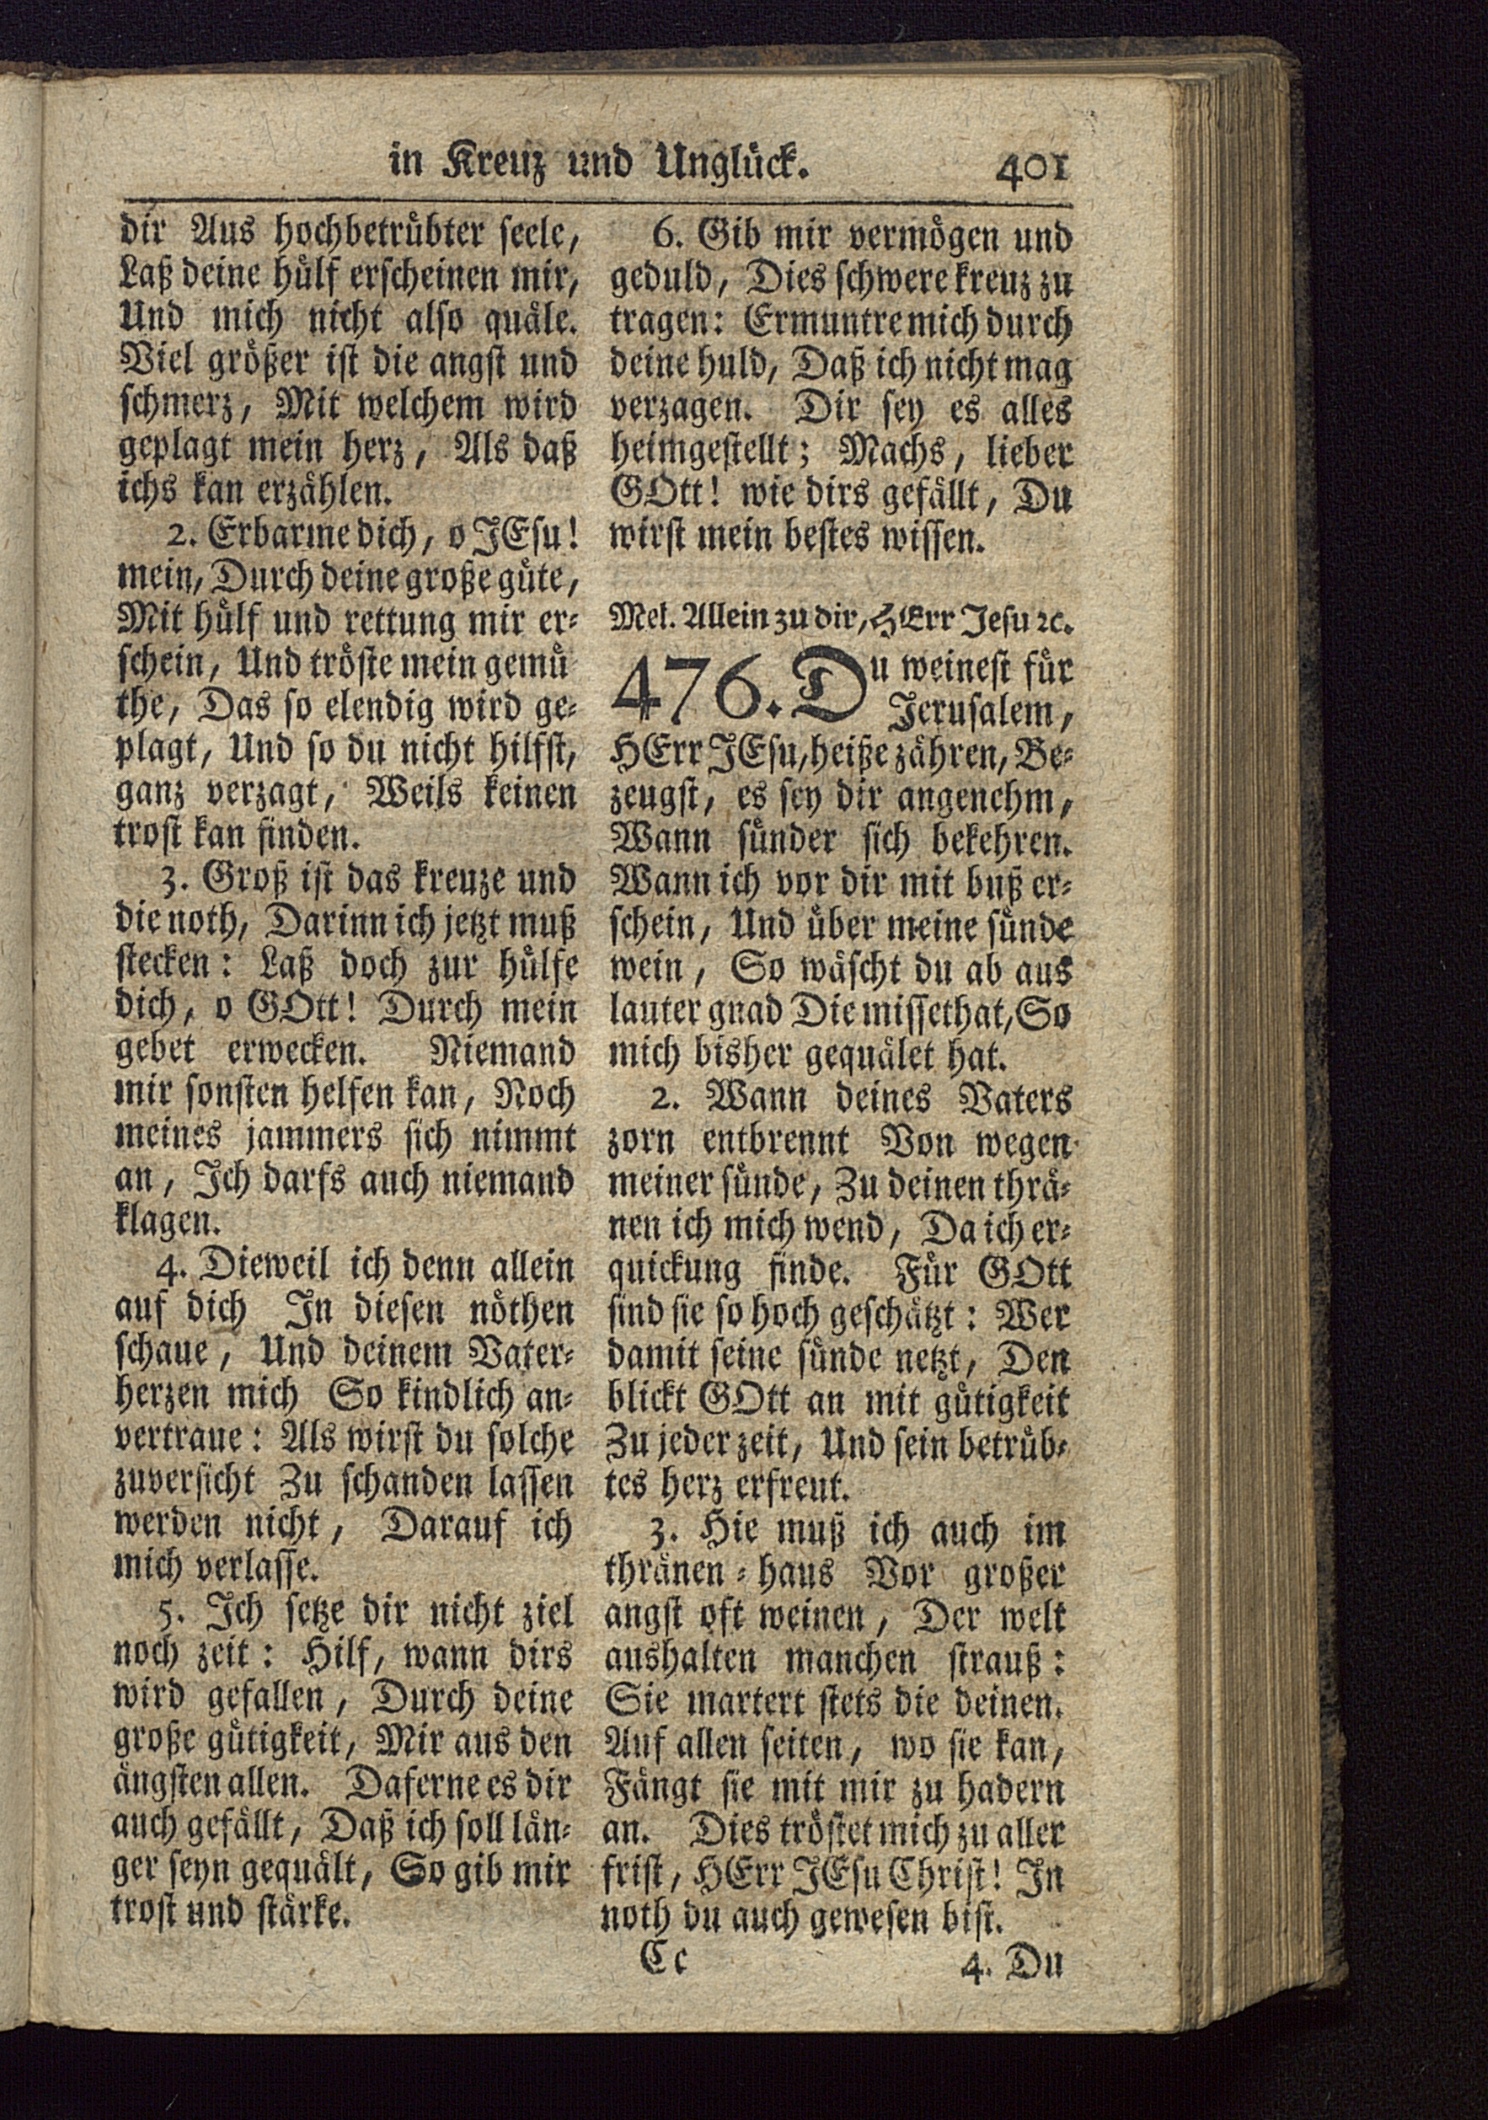 in Kreuz und Unglück. 401
dir Aus hochbetrübter seele,
Laß deine hülf erscheinen mir,
Und mich nicht also quäle.
Viel größer ist die angst und
schmerz, Mit welchem wird
geplagt mein herz, Als daß
ichs kan erzählen.
2. Erbarme dich, o JEsu!
mein, Durch deine große güte,
Mit hülf und rettung mir er-
schein, Und tröste mein gemü-
the, Das so elendig wird ge-
plagt, Und so du nicht hilfst,
ganz verzagt, Weils keinen
trost kan finden.
3. Groß ist das kreuze und
die noth, Darinn ich jetzt muß
stecken: Laß doch zur hülfe
dich, o GOtt! Durch mein
gebet erwecken. Niemand
mir sonsten helfen kan, Noch
meines jammers sich nimmt
an, Ich darfs auch niemand
klagen.
4. Dieweil ich denn allein
auf dich In diesen nöthen
schaue, Und deinem Vater-
herzen mich So kindlich an-
vertraue: Als wirst du solche
zuversicht Zu schanden lassen
werden nicht, Darauf ich
mich verlasse.
5. Ich setze dir nicht ziel
noch zeit: Hilf, wann dirs
wird gefallen, Durch deine
große gütigkeit, Mir aus den
ängsten allen. Daferne es dir
auch gefällt, Daß ich soll län-
ger seyn gequält, So gib mir
trost und stärke.
6. Gib mir vermögen und
geduld, Dies schwere kreuz zu
tragen: Ermuntre mich durch
deine huld, Daß ich nicht mag
verzagen. Dir sey es alles
heimgestellt; Machs, lieber
GOtt! wie dirs gefällt, Du
wirst mein bestes wissen.
Mel. Allein zu dir, HErr Jesu ꝛc.
476. Du weinest für
Jerusalem,
HErr JEsu, heiße zähren, Be-
zeugst, es sey dir angenehm,
Wann sünder sich bekehren.
Wann ich vor dir mit buß er-
schein, Und über meine sünde
wein, So wäscht du ab aus
lauter gnad Die missethat, So
mich bisher gequälet hat.
2. Wann deines Vaters
zorn entbrennt Von wegen
meiner sünde, Zu deinen thrä-
nen ich mich wend, Da ich er-
quickung finde. Für GOtt
sind sie so hoch geschätzt: Wer
damit seine sünde netzt, Den
blickt GOtt an mit gütigkeit
Zu jeder zeit, Und sein betrüb-
tes herz erfreut.
3. Hie muß ich auch im
thränen-haus Vor großer
angst oft weinen, Der welt
aushalten manchen strauß:
Sie martert stets die deinen.
Auf allen seiten, wo sie kan,
Fängt sie mit mir zu hadern
an. Dies tröstet mich zu aller
frist, HErr JEsu Christ! In
noth du auch gewesen bist.
Cc 4. Du